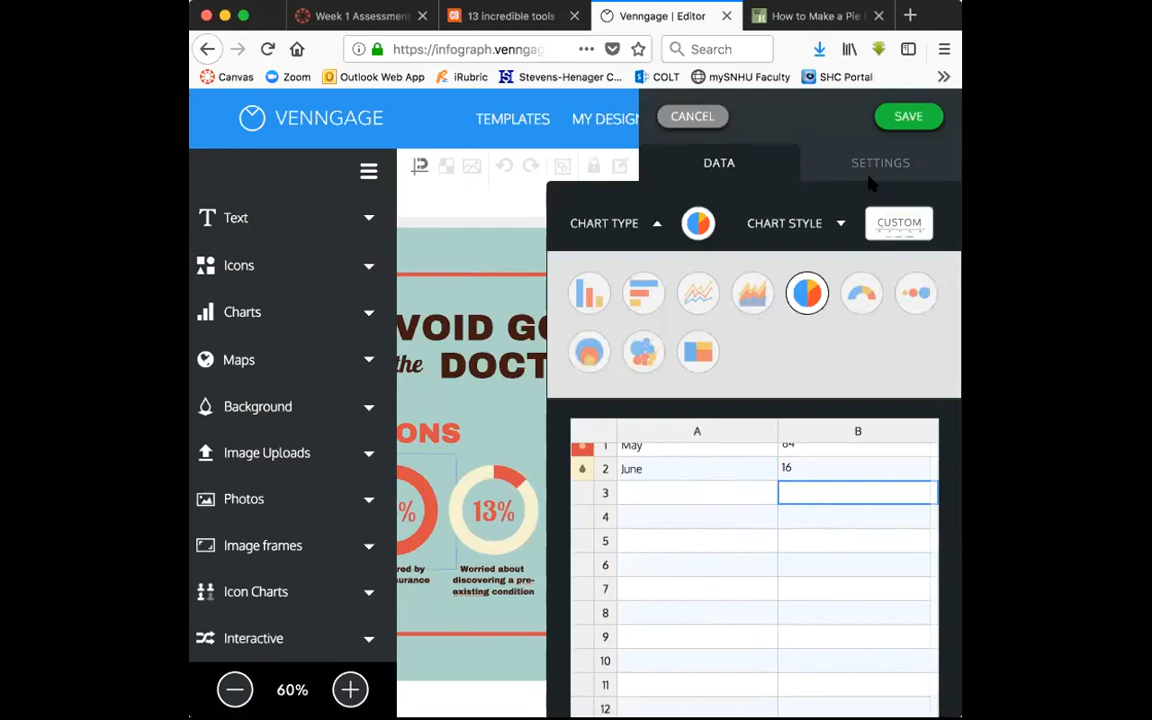 Week 1 Assessment
13 incredible tools
Venngage | Editor
How to Make a Pie
https://infograph.venngag
Search
Canvas
Zoom
Outlook Web App
iRubric
Stevens-Henager C...
COLT
mySNHU Faculty
SHC Portal
VENNGAGE
TEMPLATES
MY DESIGN
CANCEL
SAVE
DATA
SETTINGS
CHART TYPE
CHART STYLE
CUSTOM
Text
Icons
Charts
Maps
Background
Image Uploads
Photos
Image frames
Icon Charts
Interactive
60%
VOID GO
the DOCT
ONS
%
13%
red by
surance
Worried about
discovering a pre-
existing condition
A B
1 May 84
2 June 16
3
4
5
6
7
8
9
10
11
12